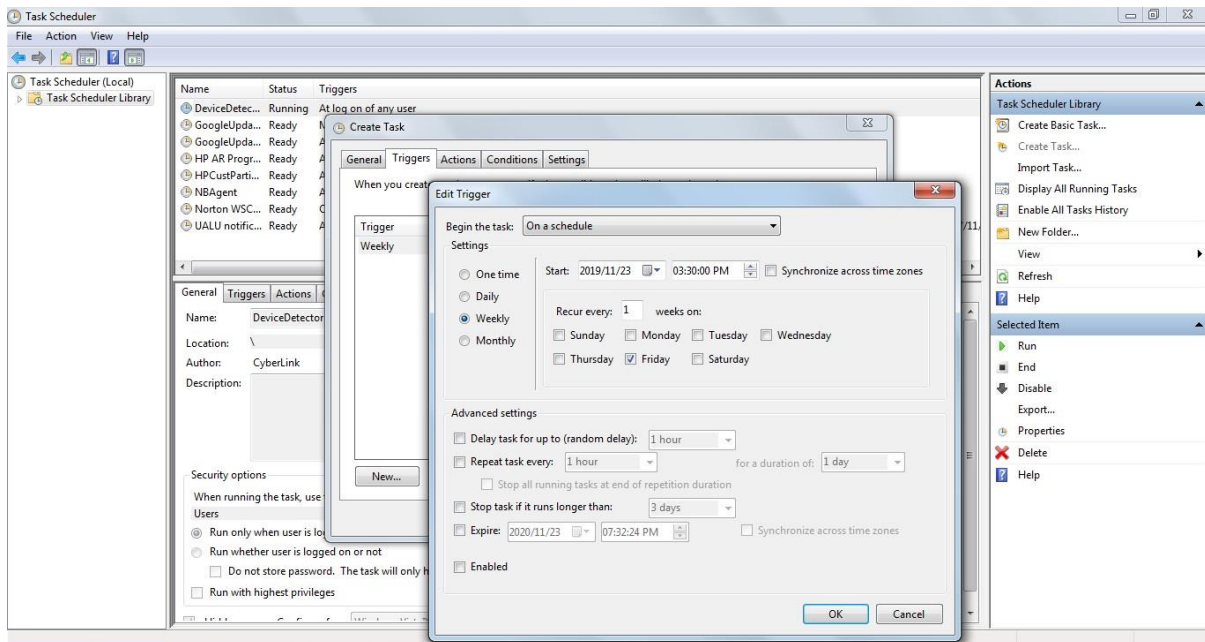 Task Scheduler
File Action View Help
Task Scheduler (Local)
Task Scheduler Library
Name Status Triggers
DeviceDetec... Running At log on of any user
GoogleUpda... Ready
GoogleUpda... Ready A
HP AR Progr... Ready A
HPCustParti... Ready A
NBAgent Ready A
Norton WSC... Ready
UALU notific... Ready A
/11,
General Triggers Actions
Name: DeviceDetector
Location: \
Author: CyberLink
Description:
Security options
When running the task, use
Users
Run only when user is
Run whether user is logged on or not
Do not store password. The task will only
Run with highest privileges
Create Task
General Triggers Actions Conditions Settings
When you
Trigger
Weekly
New...
Edit Trigger
Begin the task: On a schedule
Settings
One time
Daily
Weekly
Monthly
Start: 2019/11/23 03:30:00 PM Synchronize across time zones
Recur every: 1 weeks on:
Sunday Monday Tuesday Wednesday
Thursday Friday Saturday
Advanced settings
Delay task for up to (random delay): 1 hour
Repeat task every: 1 hour for a duration of: 1 day
Stop all running tasks at end of repetition duration
Stop task if it runs longer than: 3 days
Expire: 2020/11/23 07:32:24 PM Synchronize across time zones
Enabled
OK Cancel
Actions
Task Scheduler Library
Create Basic Task...
Create Task...
Import Task...
Display All Running Tasks
Enable All Tasks History
New Folder...
View
Refresh
Help
Selected Item
Run
End
Disable
Export...
Properties
Delete
Help